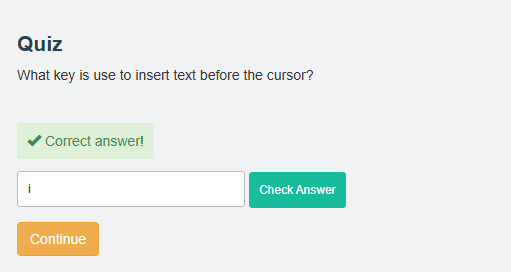 Quiz
What key is use to insert text before the cursor?
✔ Correct answer!
i
Check Answer
Continue